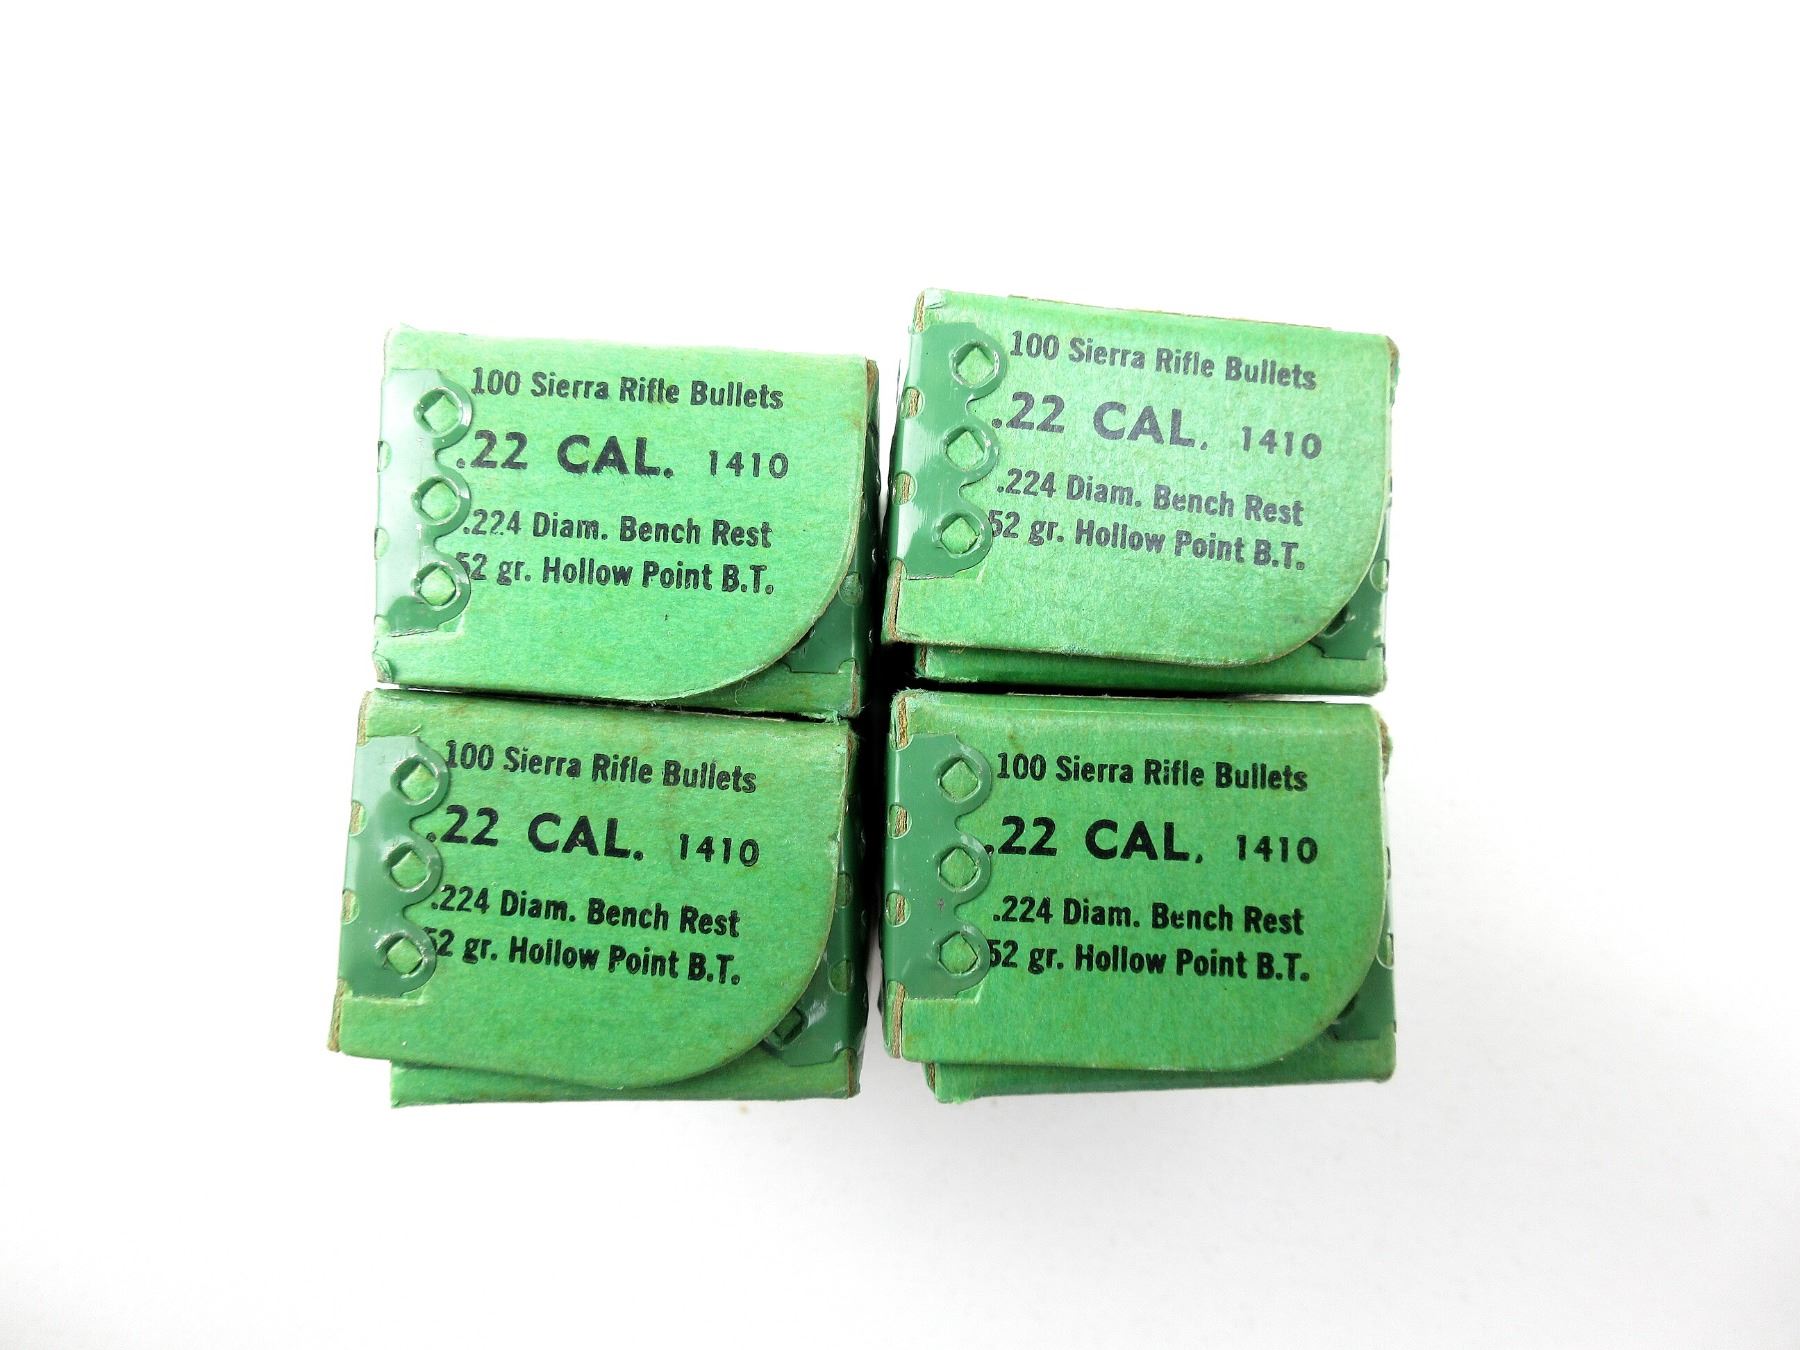 100 Sierra Rifle Bullets
.22 CAL. 1410
.224 Diam. Bench Rest
52 gr. Hollow Point B.T.
100 Sierra Rifle Bullets
.22 CAL. 1410
.224 Diam. Bench Rest
52 gr. Hollow Point B.T.
100 Sierra Rifle Bullets
.22 CAL. 1410
.224 Diam. Bench Rest
52 gr. Hollow Point B.T.
100 Sierra Rifle Bullets
.22 CAL. 1410
.224 Diam. Bench Rest
52 gr. Hollow Point B.T.